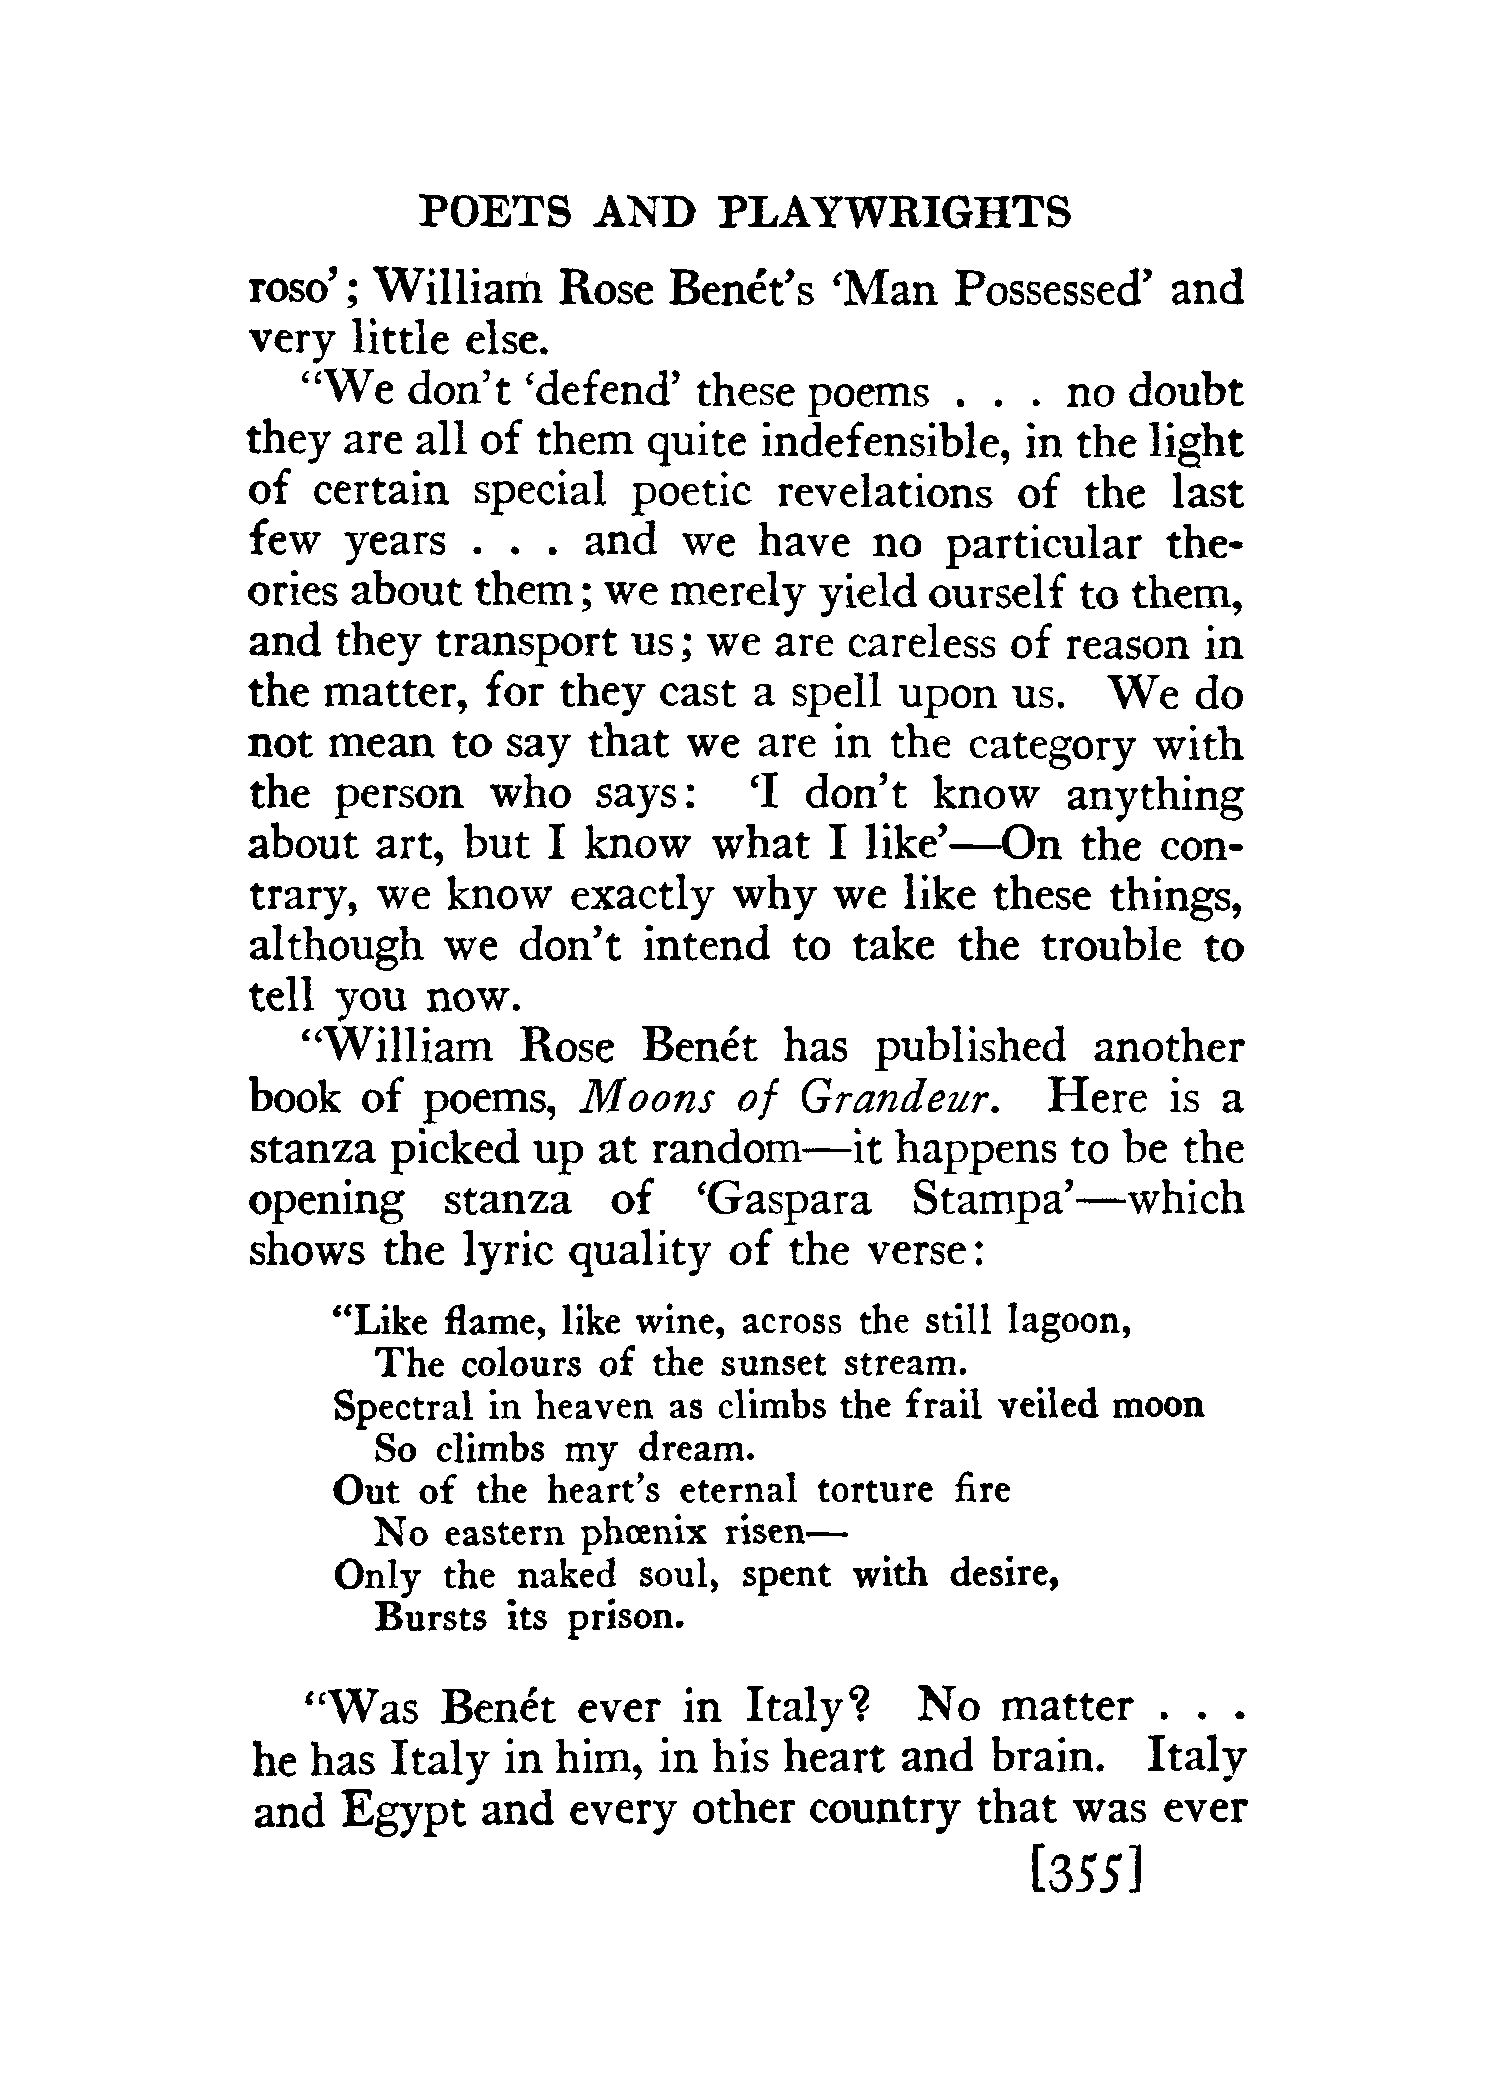 POETS AND PLAYWRIGHTS
roso'; William Rose Benét's 'Man Possessed' and
very little else.
"We don't 'defend' these poems . . . no doubt
they are all of them quite indefensible, in the light
of certain special poetic revelations of the last
few years . . . and we have no particular the-
ories about them; we merely yield ourself to them,
and they transport us; we are careless of reason in
the matter, for they cast a spell upon us. We do
not mean to say that we are in the category with
the person who says: 'I don't know anything
about art, but I know what I like'—On the con-
trary, we know exactly why we like these things,
although we don't intend to take the trouble to
tell you now.
"William Rose Benét has published another
book of poems, Moons of Grandeur. Here is a
stanza picked up at random—it happens to be the
opening stanza of 'Gaspara Stampa'—which
shows the lyric quality of the verse:
"Like flame, like wine, across the still lagoon,
The colours of the sunset stream.
Spectral in heaven as climbs the frail veiled moon
So climbs my dream.
Out of the heart's eternal torture fire
No eastern phœnix risen—
Only the naked soul, spent with desire,
Bursts its prison.
"Was Benét ever in Italy? No matter . . .
he has Italy in him, in his heart and brain. Italy
and Egypt and every other country that was ever
[355]